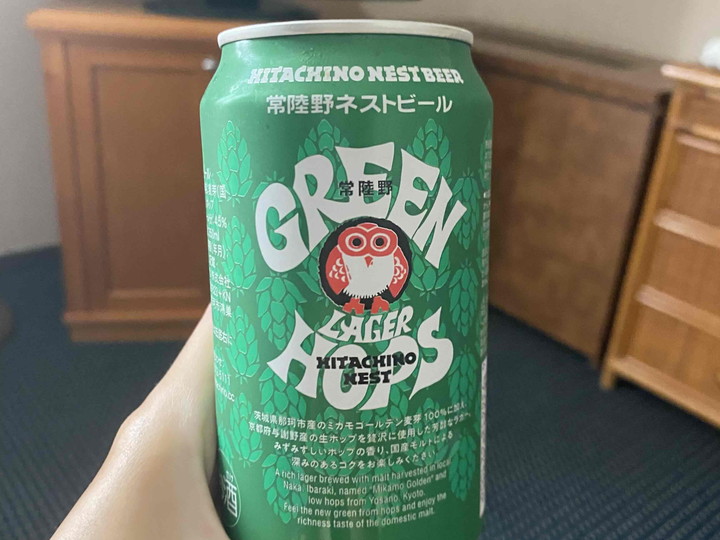 HITACHINO NEST BEER
常陸野ネストビール
GREEN
常陸野
LAGER
HOPS
HITACHINO
NEST
茨城県那珂市産のミカモゴールデン麦芽100%に加え、
京都府与謝野産の生ホップを贅沢に使用した芳醇なラガー。
みずみずしいホップの香り、国産モルトによる
深みのあるコクをお楽しみください。
A rich lager brewed with malt harvested in local
Naka, Ibaraki, named "Mikamo Golden" and
low hops from Yosano, Kyoto.
Feel the new green from hops and enjoy the
richness taste of the domestic malt.